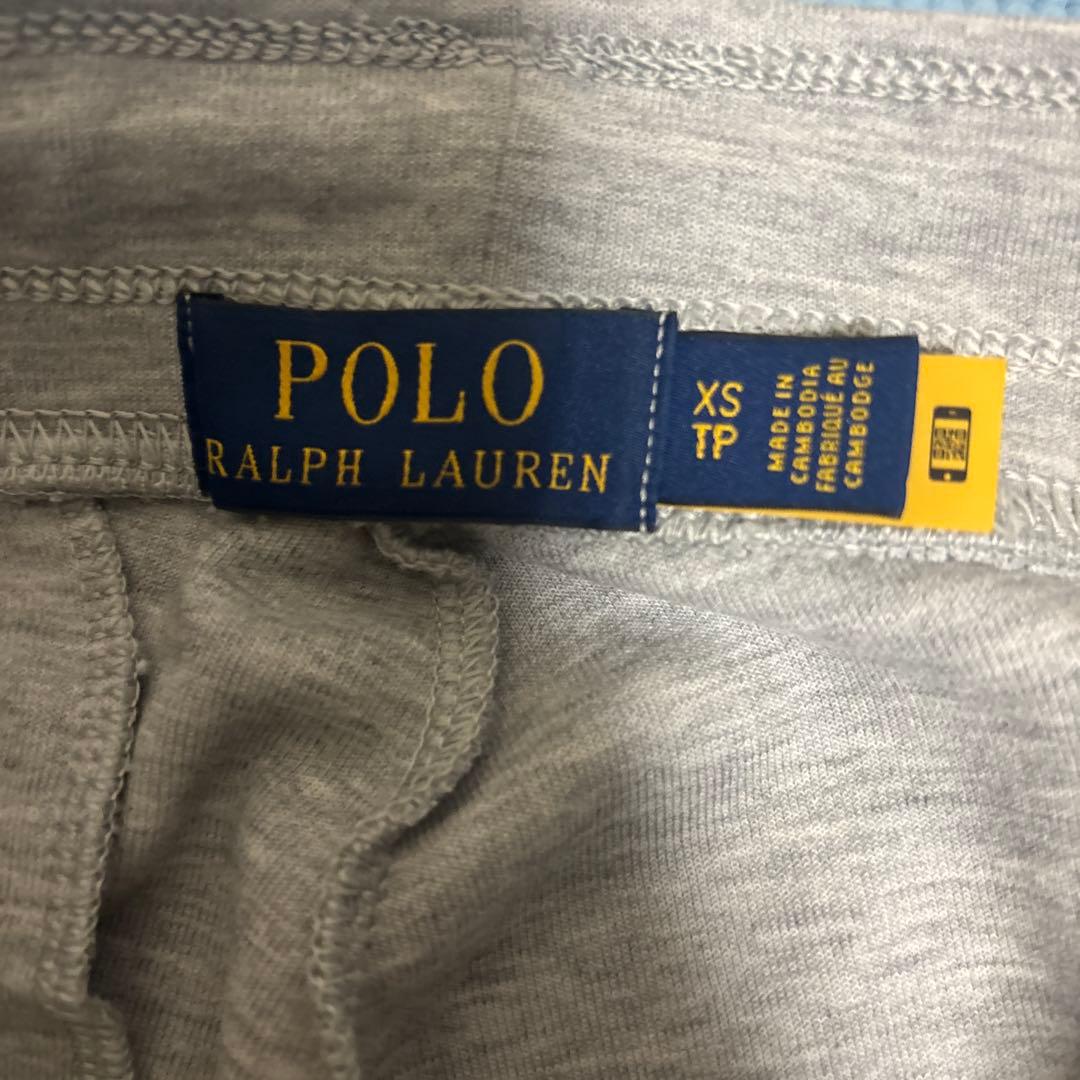 POLO
RALPH LAUREN
XS
TP
MADE IN
CAMBODIA
FABRIQUÉ AU
CAMBODGE